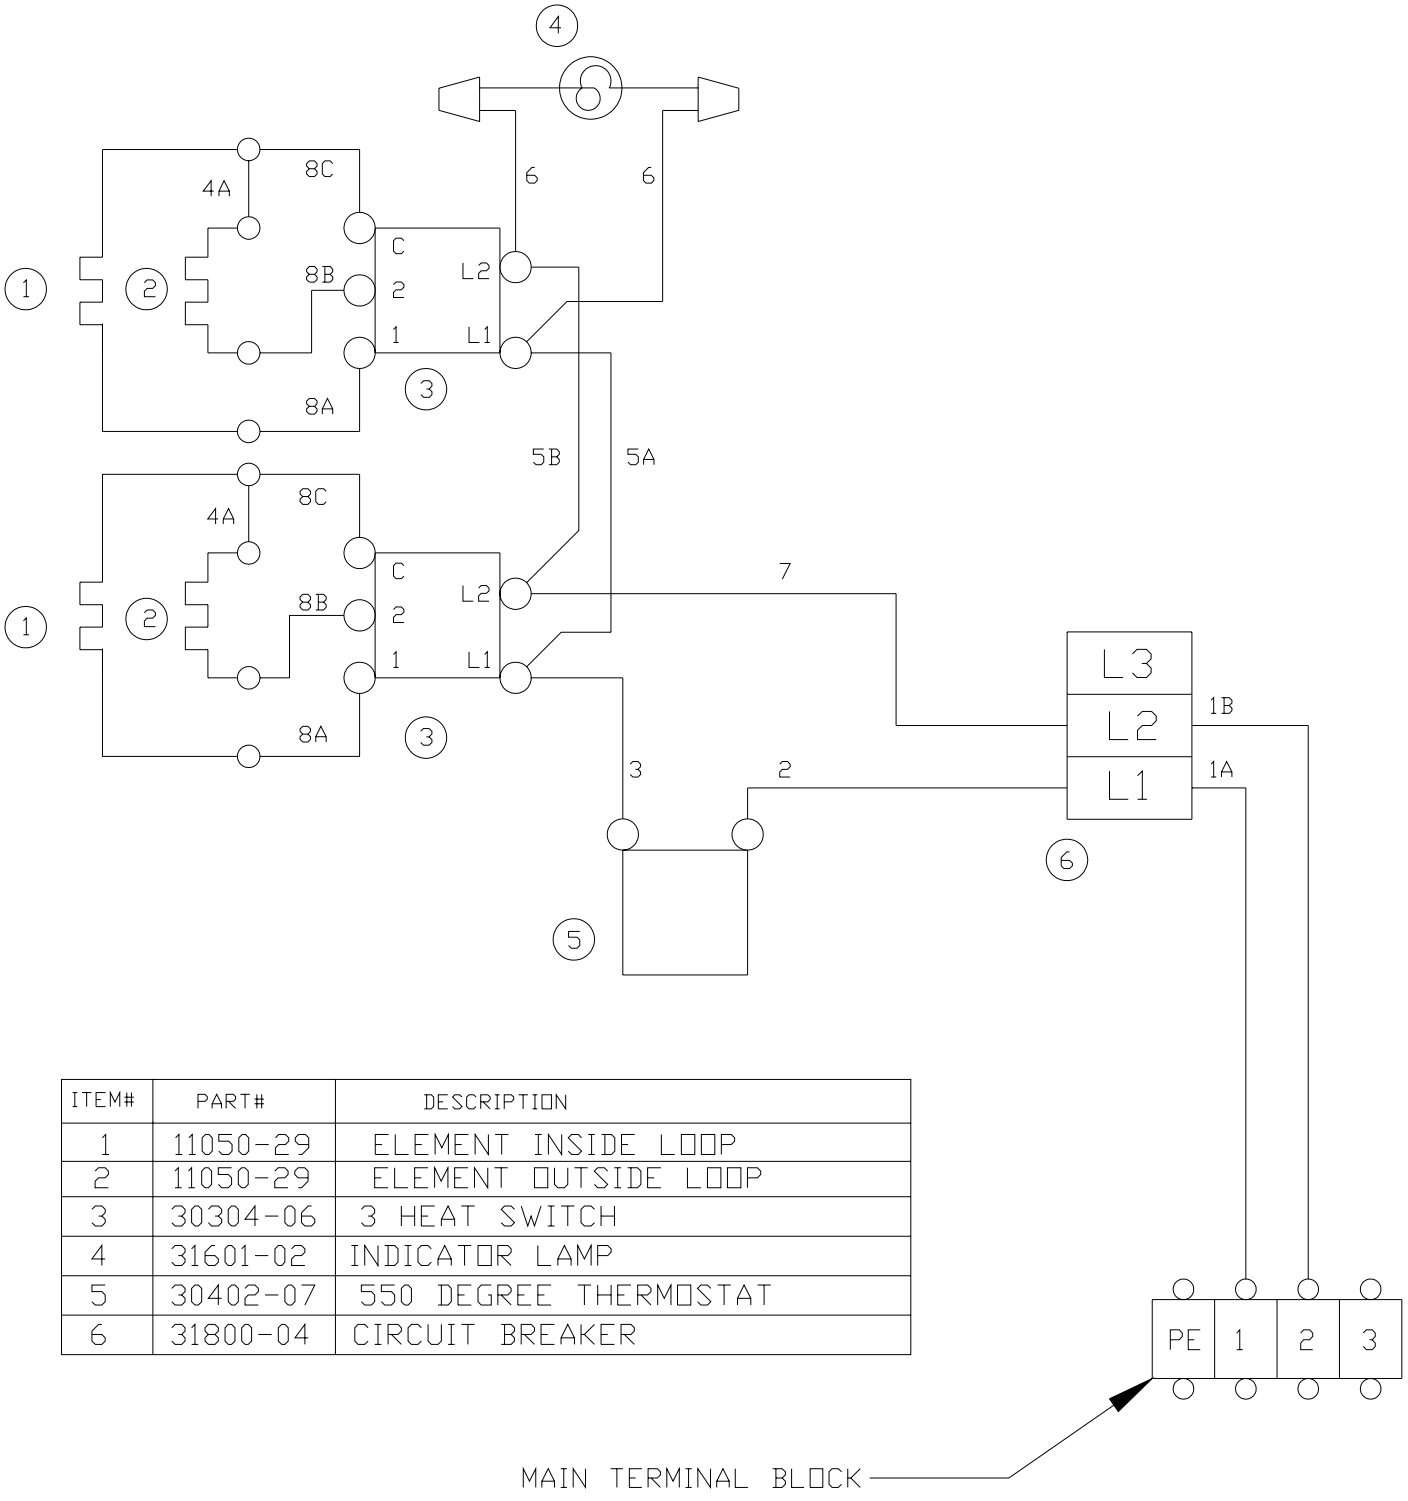 4
6 6
8C
4A
C
L2
8B
1 2 2
1 L1
3
8A
5B 5A
8C
4A
C
7
L2
8B
1 2 2
1 L1
L3
1B
L2
8A 3
3 2 1A
L1
6
5
ITEM# PART# DESCRIPTION
1 11050-29 ELEMENT INSIDE LOOP
2 11050-29 ELEMENT OUTSIDE LOOP
3 30304-06 3 HEAT SWITCH
4 31601-02 INDICATOR LAMP
5 30402-07 550 DEGREE THERMOSTAT
6 31800-04 CIRCUIT BREAKER
PE 1 2 3
MAIN TERMINAL BLOCK